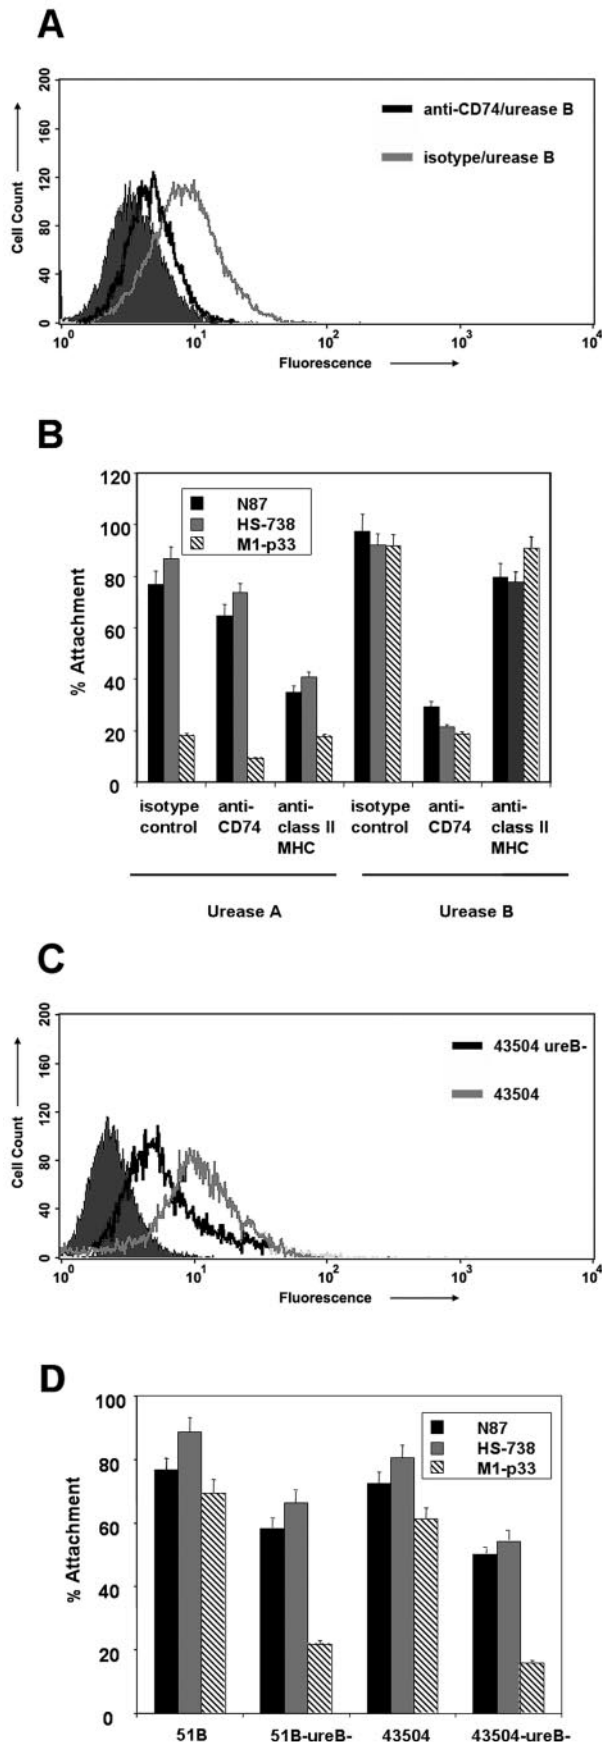 A
200
160
120
80
40
0
Cell Count
anti-CD74/urease B
isotype/urease B
10^0 10^1 10^2 10^3 10^4
Fluorescence
B
120
100
80
60
40
20
0
% Attachment
N87
HS-738
M1-p33
isotype control
anti-CD74
anti-class II MHC
isotype control
anti-CD74
anti-class II MHC
Urease A
Urease B
C
200
160
120
80
40
0
Cell Count
43504 ureB-
43504
10^0 10^1 10^2 10^3 10^4
Fluorescence
D
100
80
60
40
20
0
% Attachment
N87
HS-738
M1-p33
51B 51B-ureB- 43504 43504-ureB-